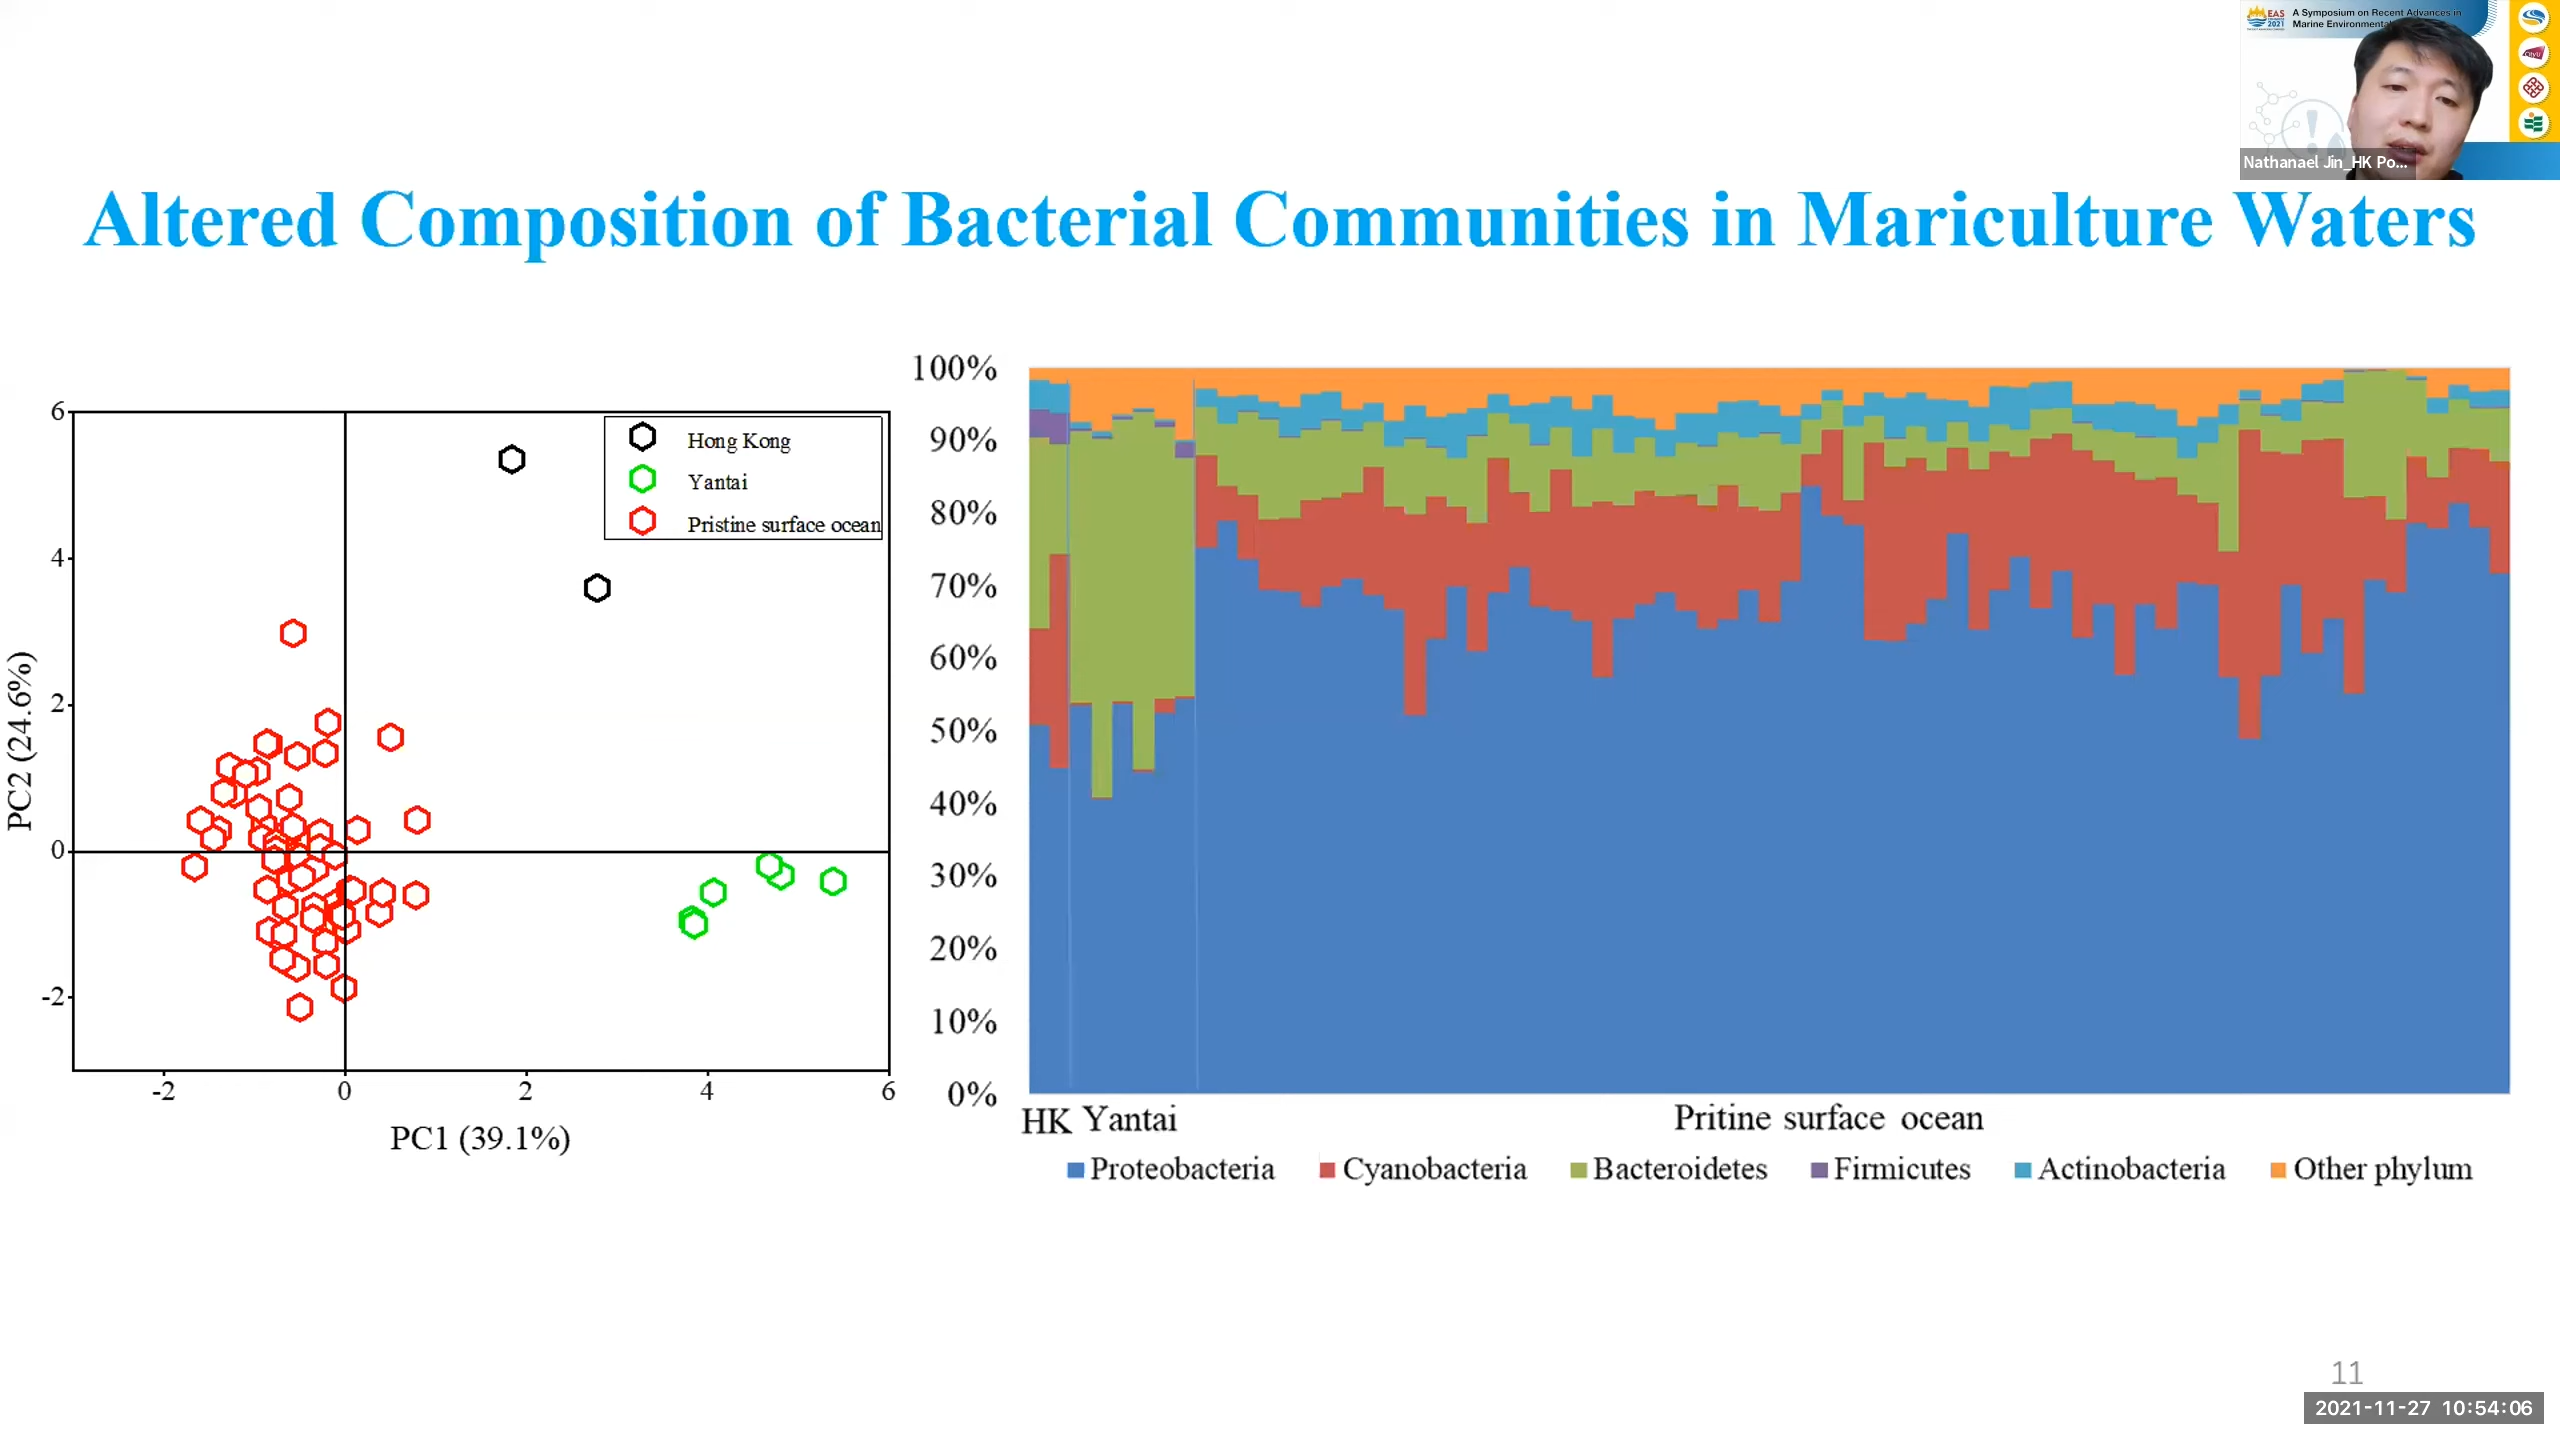 EAS
2021
A Symposium on Recent Advances in
Marine Environmental
CityU
Nathanael Jin_HK Po...
Altered Composition of Bacterial Communities in Mariculture Waters
6
4
2
0
-2
PC2 (24.6%)
-2 0 2 4 6
PC1 (39.1%)
Hong Kong
Yantai
Pristine surface ocean
100%
90%
80%
70%
60%
50%
40%
30%
20%
10%
0%
HK Yantai Pritine surface ocean
Proteobacteria Cyanobacteria Bacteroidetes Firmicutes Actinobacteria Other phylum
11
2021-11-27 10:54:06